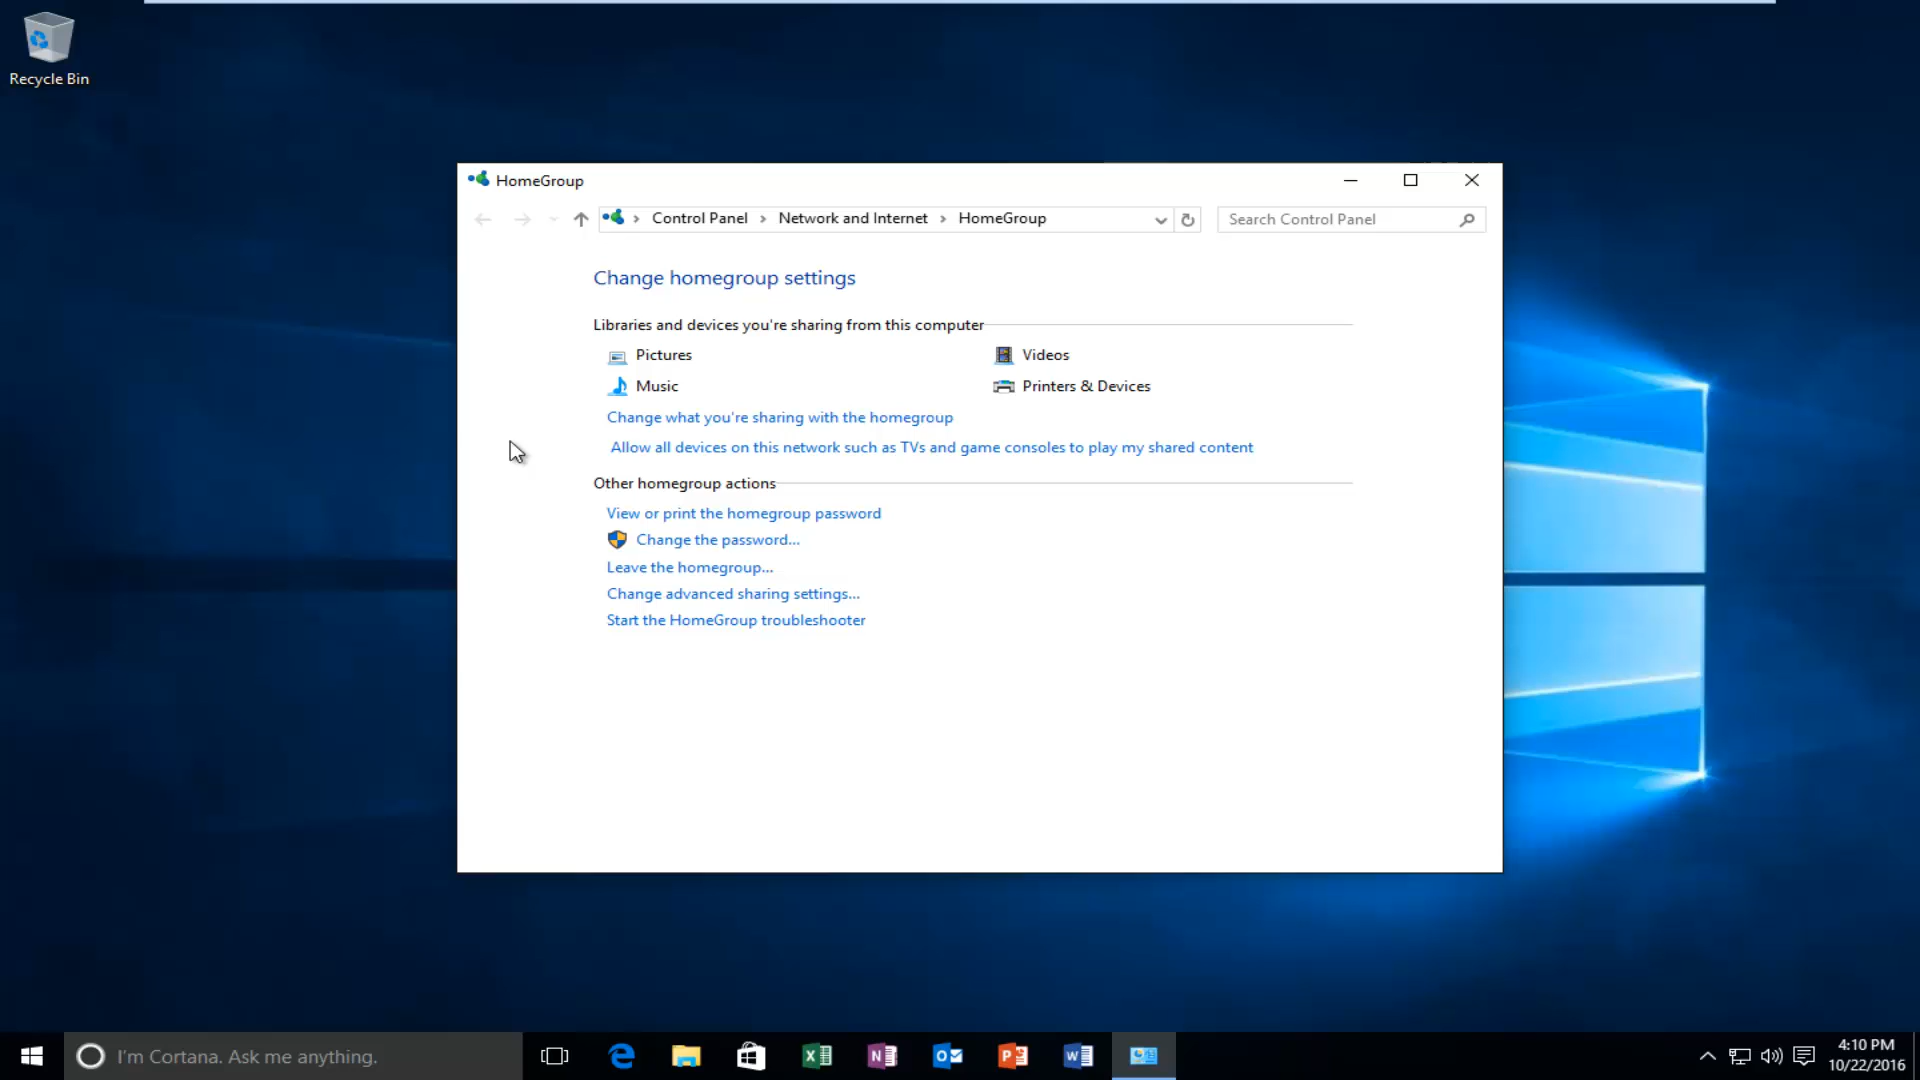 Recycle Bin
HomeGroup
Control Panel
Network and Internet
HomeGroup
Search Control Panel
Change homegroup settings
Libraries and devices you're sharing from this computer
Pictures
Videos
Music
Printers & Devices
Change what you're sharing with the homegroup
Allow all devices on this network such as TVs and game consoles to play my shared content
Other homegroup actions
View or print the homegroup password
Change the password...
Leave the homegroup...
Change advanced sharing settings...
Start the HomeGroup troubleshooter
I'm Cortana. Ask me anything.
4:10 PM
10/22/2016